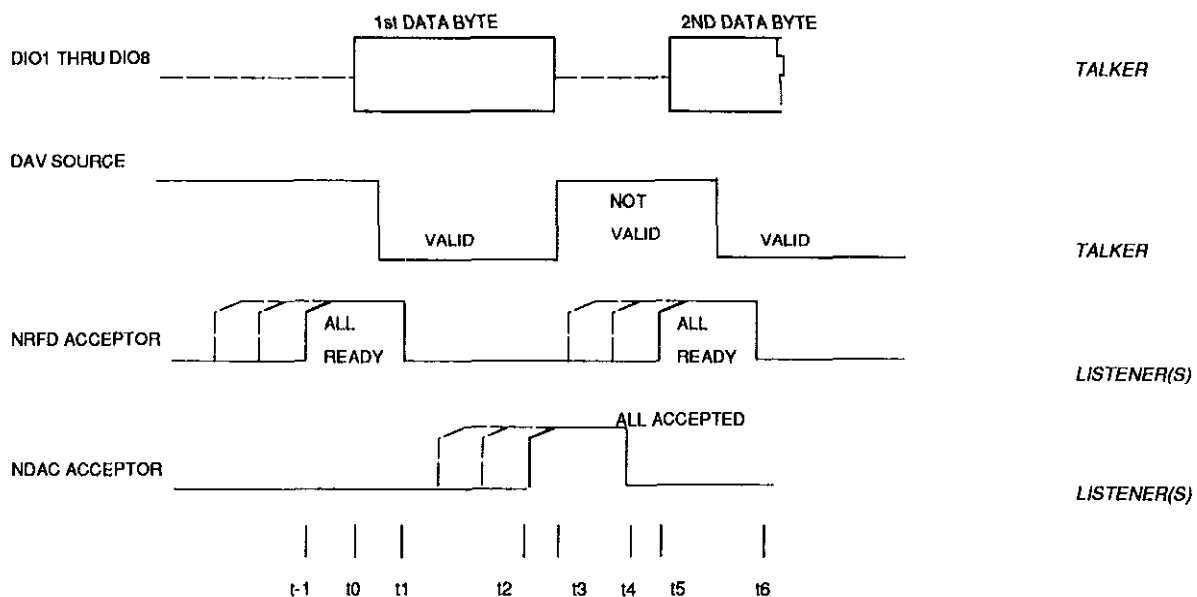 1st DATA BYTE
2ND DATA BYTE
DIO1 THRU DIO8
TALKER
DAV SOURCE
NOT
VALID
VALID
VALID
TALKER
ALL
READY
ALL
READY
NRFD ACCEPTOR
LISTENER(S)
ALL ACCEPTED
NDAC ACCEPTOR
LISTENER(S)
t-1 t0 t1 t2 t3 t4 t5 t6